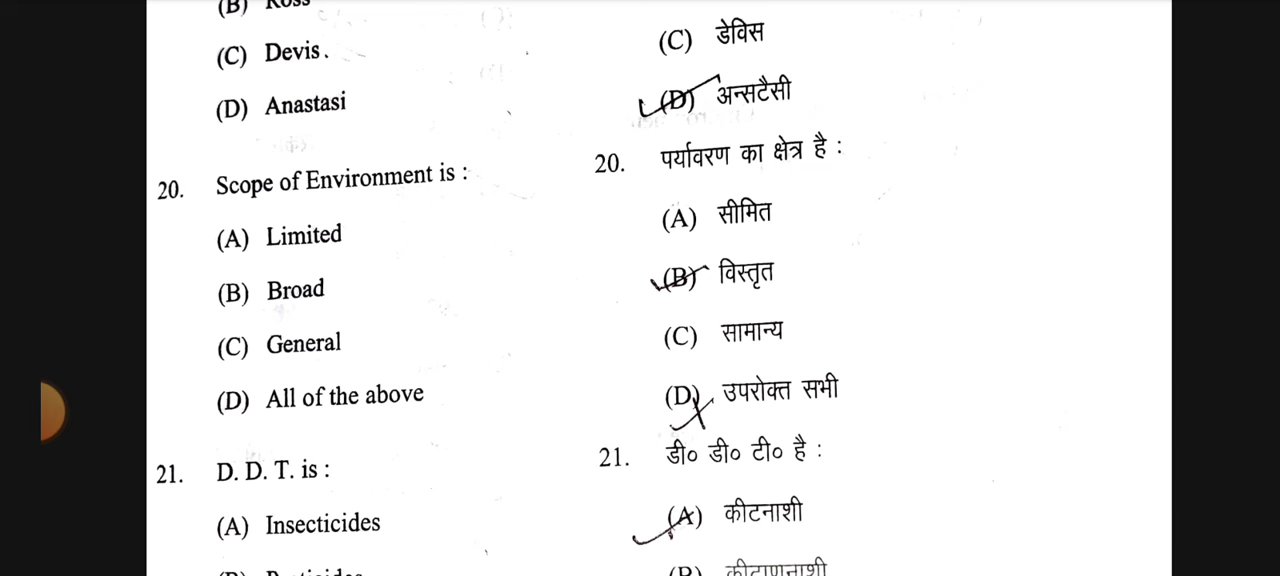 (B) Ross
(C) Devis.
(D) Anastasi
20. Scope of Environment is :
(A) Limited
(B) Broad
(C) General
(D) All of the above
21. D. D. T. is :
(A) Insecticides
(C) डेविस
(D) अन्सटैसी
20. पर्यावरण का क्षेत्र है :
(A) सीमित
(B) विस्तृत
(C) सामान्य
(D) उपरोक्त सभी
21. डी० डी० टी० है :
(A) कीटनाशी
(B) कीटाणुनाशी